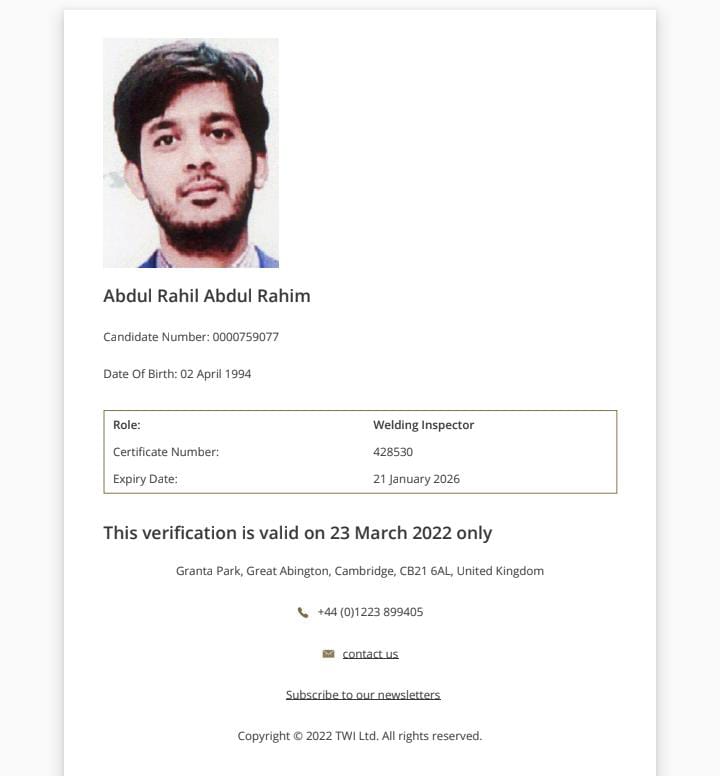 Abdul Rahil Abdul Rahim
Candidate Number: 0000759077
Date Of Birth: 02 April 1994
Role: Welding Inspector
Certificate Number: 428530
Expiry Date: 21 January 2026
This verification is valid on 23 March 2022 only
Granta Park, Great Abington, Cambridge, CB21 6AL, United Kingdom
+44 (0)1223 899405
contact us
Subscribe to our newsletters
Copyright © 2022 TWI Ltd. All rights reserved.